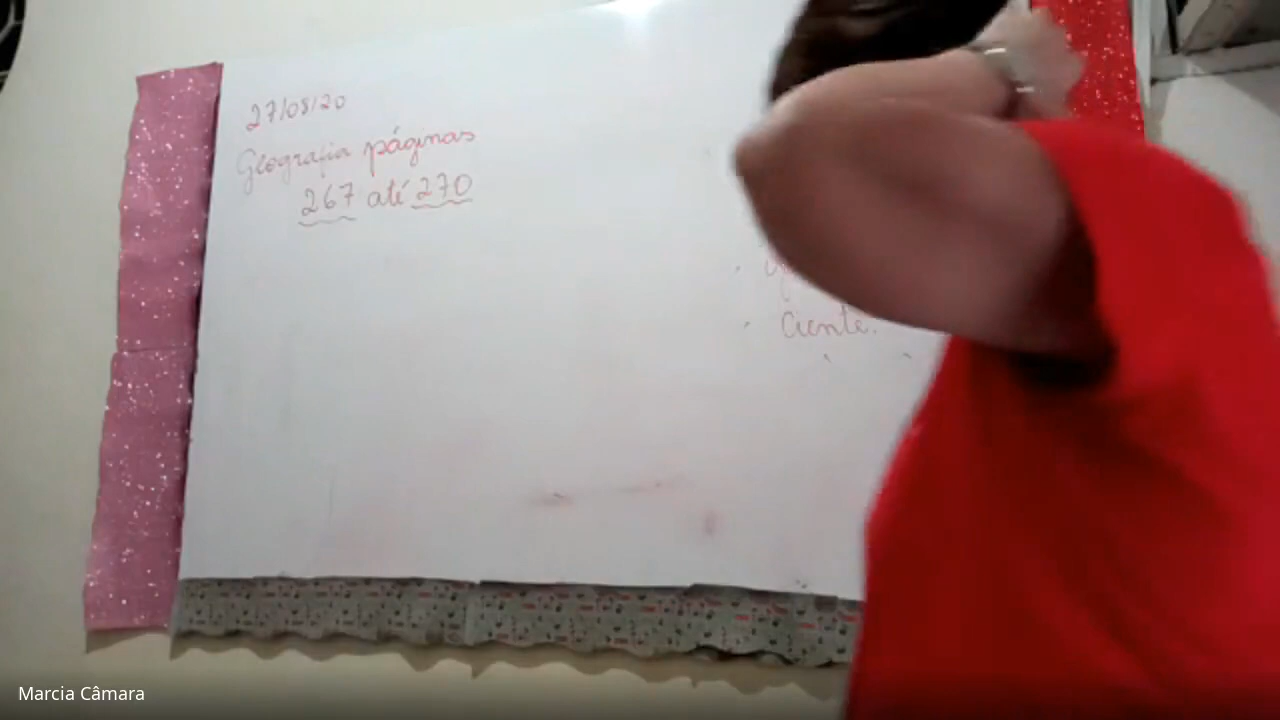 27/08/20
Geografia páginas
267 até 270
Ciente.
Marcia Câmara